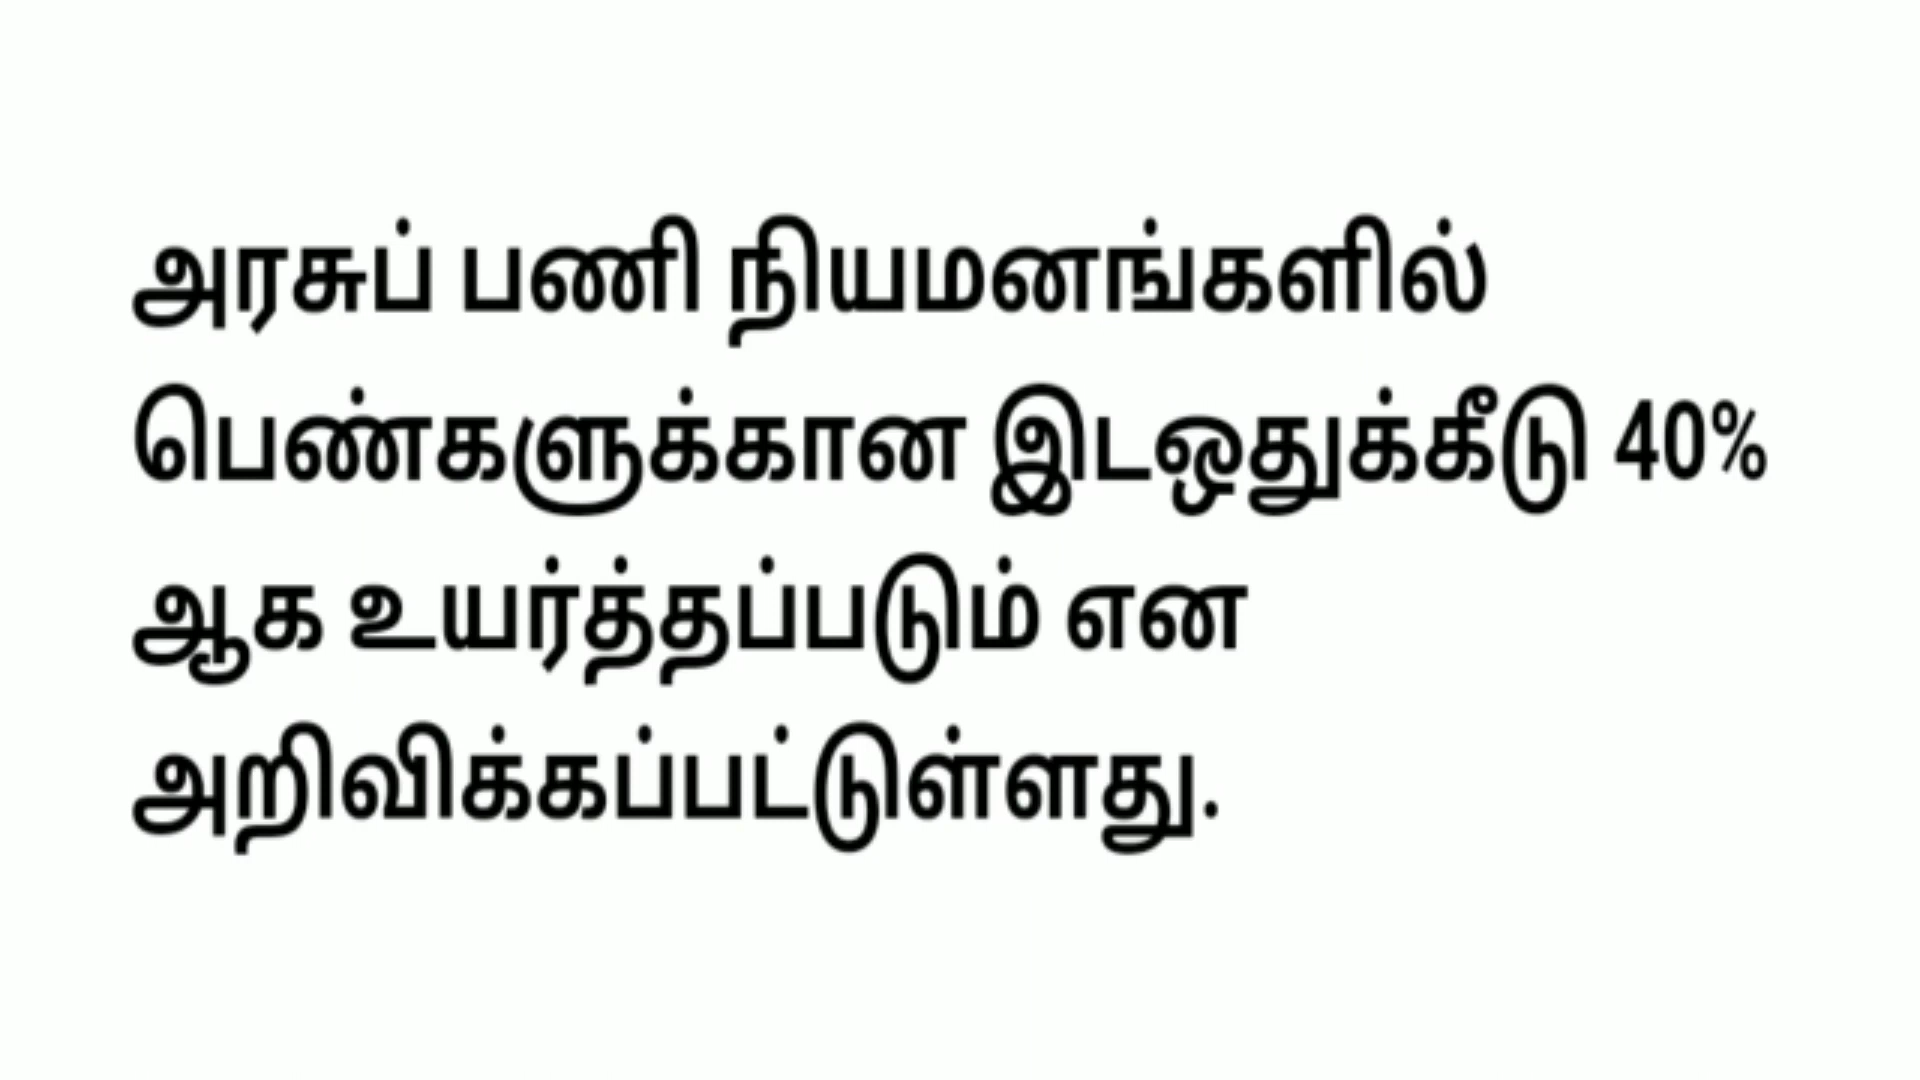 அரசுப் பணி நியமனங்களில்
பெண்களுக்கான இடஒதுக்கீடு 40%
ஆக உயர்த்தப்படும் என
அறிவிக்கப்பட்டுள்ளது.